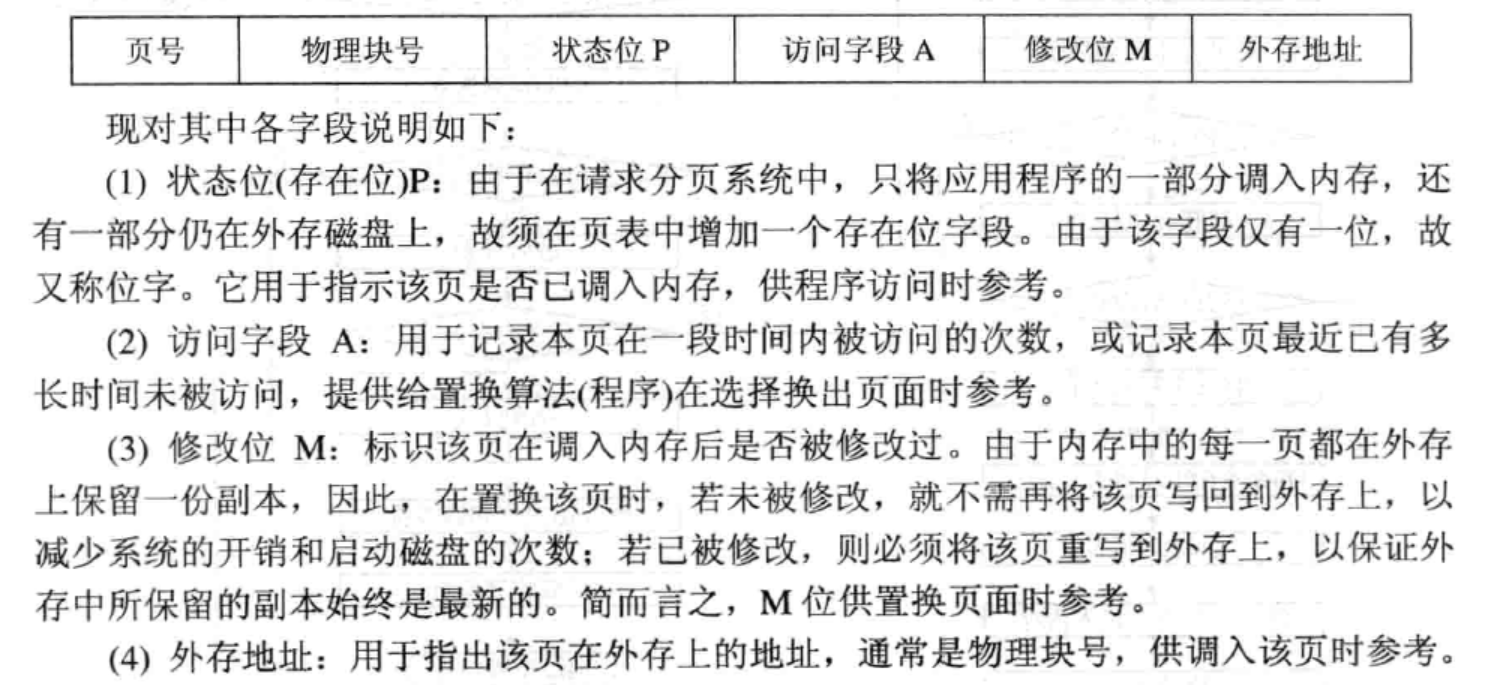 页号 物理块号 状态位 P 访问字段 A 修改位 M 外存地址
现对其中各字段说明如下：
(1) 状态位(存在位)P：由于在请求分页系统中，只将应用程序的一部分调入内存，还
有一部分仍在外存磁盘上，故须在页表中增加一个存在位字段。由于该字段仅有一位，故
又称位字。它用于指示该页是否已调入内存，供程序访问时参考。
(2) 访问字段 A：用于记录本页在一段时间内被访问的次数，或记录本页最近已有多
长时间未被访问，提供给置换算法(程序)在选择换出页面时参考。
(3) 修改位 M：标识该页在调入内存后是否被修改过。由于内存中的每一页都在外存
上保留一份副本，因此，在置换该页时，若未被修改，就不需再将该页写回到外存上，以
减少系统的开销和启动磁盘的次数；若已被修改，则必须将该页重写到外存上，以保证外
存中所保留的副本始终是最新的。简而言之，M 位供置换页面时参考。
(4) 外存地址：用于指出该页在外存上的地址，通常是物理块号，供调入该页时参考。